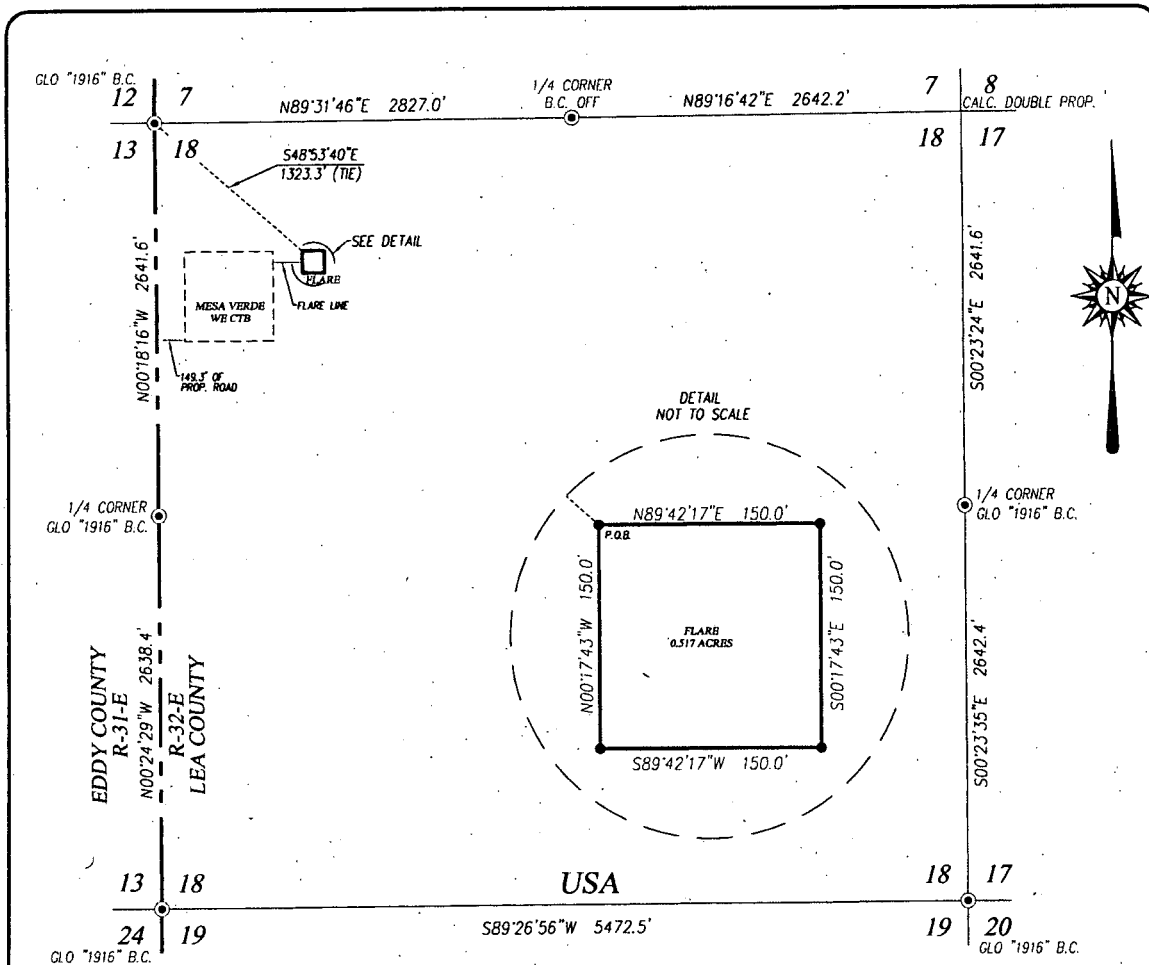 GLO "1916" B.C.
12 7
N89°31'46"E 2827.0'
1/4 CORNER
B.C. OFF
N89°16'42"E 2642.2'
7 8
CALC. DOUBLE PROP.
13 18
18 17
S48°53'40"E
1323.3' (TIE)
SEE DETAIL
FLARE
FLARE LINE
MESA VERDE
WE CTB
149.3' OF
PROP. ROAD
N00°18'16"W 2641.6'
S00°23'24"E 2641.6'
N
DETAIL
NOT TO SCALE
1/4 CORNER
GLO "1916" B.C.
1/4 CORNER
GLO "1916" B.C.
N89°42'17"E 150.0'
P.O.B.
N00°17'43"W 150.0'
FLARE
0.517 ACRES
S00°17'43"E 150.0'
S89°42'17"W 150.0'
EDDY COUNTY
R-31-E
N00°24'29"W 2638.4'
R-32-E
LEA COUNTY
S00°23'35"E 2642.4'
13 18
USA
18 17
24 19
S89°26'56"W 5472.5'
19 20
GLO "1916" B.C.
GLO "1916" B.C.